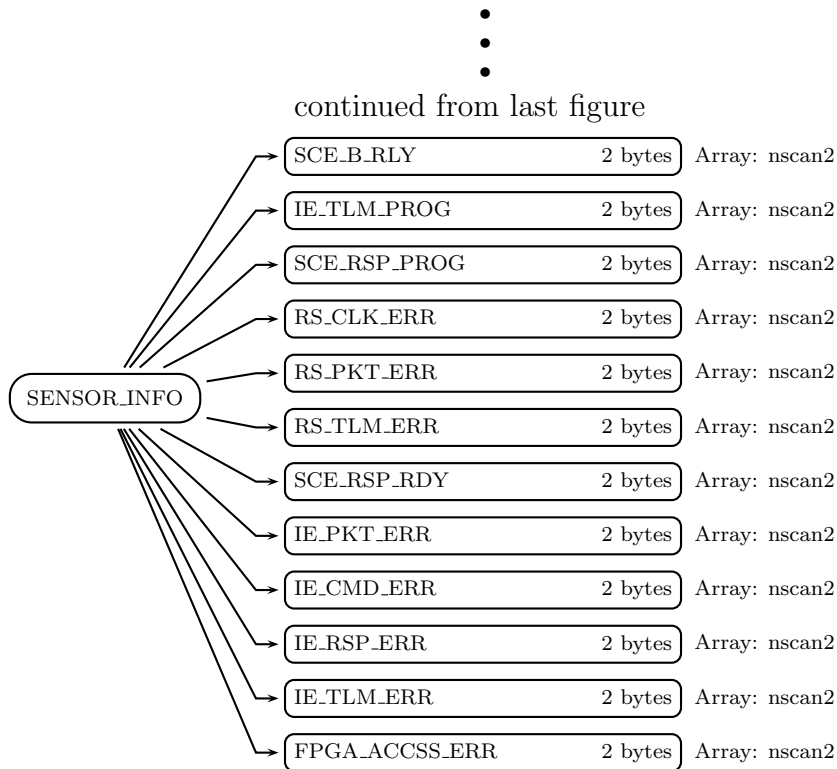 continued from last figure
SCE_B_RLY 2 bytes Array: nscan2
IE_TLM_PROG 2 bytes Array: nscan2
SCE_RSP_PROG 2 bytes Array: nscan2
RS_CLK_ERR 2 bytes Array: nscan2
RS_PKT_ERR 2 bytes Array: nscan2
SENSOR_INFO
RS_TLM_ERR 2 bytes Array: nscan2
SCE_RSP_RDY 2 bytes Array: nscan2
IE_PKT_ERR 2 bytes Array: nscan2
IE_CMD_ERR 2 bytes Array: nscan2
IE_RSP_ERR 2 bytes Array: nscan2
IE_TLM_ERR 2 bytes Array: nscan2
FPGA_ACCSS_ERR 2 bytes Array: nscan2